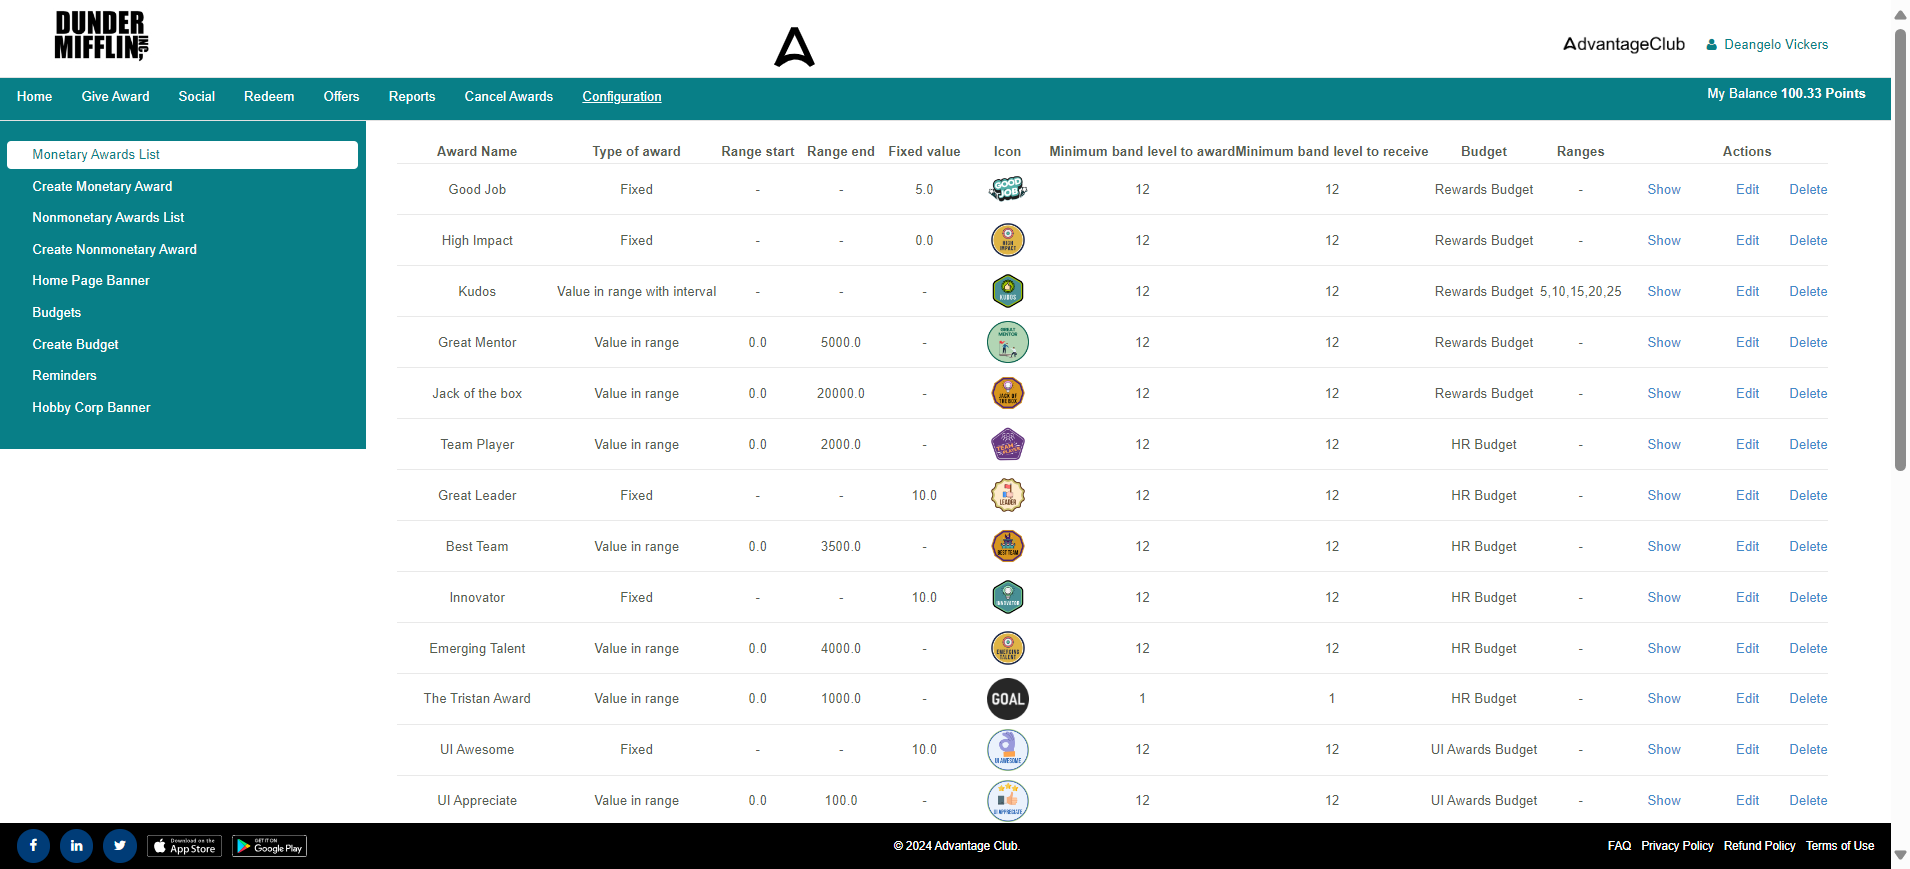 DUNDER
MIFFLIN INC,
AdvantageClub
Deangelo Vickers
Home Give Award Social Redeem Offers Reports Cancel Awards Configuration
My Balance 100.33 Points
Monetary Awards List
Create Monetary Award
Nonmonetary Awards List
Create Nonmonetary Award
Home Page Banner
Budgets
Create Budget
Reminders
Hobby Corp Banner
Award Name Type of award Range start Range end Fixed value Icon Minimum band level to award Minimum band level to receive Budget Ranges Actions
Good Job Fixed - - 5.0 GOOD JOB 12 12 Rewards Budget - Show Edit Delete
High Impact Fixed - - 0.0 HIGH IMPACT 12 12 Rewards Budget - Show Edit Delete
Kudos Value in range with interval - - - KUDOS 12 12 Rewards Budget 5,10,15,20,25 Show Edit Delete
Great Mentor Value in range 0.0 5000.0 - GREAT MENTOR 12 12 Rewards Budget - Show Edit Delete
Jack of the box Value in range 0.0 20000.0 - JACK OF THE BOX 12 12 Rewards Budget - Show Edit Delete
Team Player Value in range 0.0 2000.0 - TEAM PLAYER 12 12 HR Budget - Show Edit Delete
Great Leader Fixed - - 10.0 LEADER 12 12 HR Budget - Show Edit Delete
Best Team Value in range 0.0 3500.0 - BEST TEAM 12 12 HR Budget - Show Edit Delete
Innovator Fixed - - 10.0 INNOVATOR 12 12 HR Budget - Show Edit Delete
Emerging Talent Value in range 0.0 4000.0 - EMERGING TALENT 12 12 HR Budget - Show Edit Delete
The Tristan Award Value in range 0.0 1000.0 - GOAL 1 1 HR Budget - Show Edit Delete
UI Awesome Fixed - - 10.0 UI AWESOME 12 12 UI Awards Budget - Show Edit Delete
UI Appreciate Value in range 0.0 100.0 - UI APPRECIATE 12 12 UI Awards Budget - Show Edit Delete
f in Download on the App Store GET IT ON Google Play
© 2024 Advantage Club.
FAQ Privacy Policy Refund Policy Terms of Use